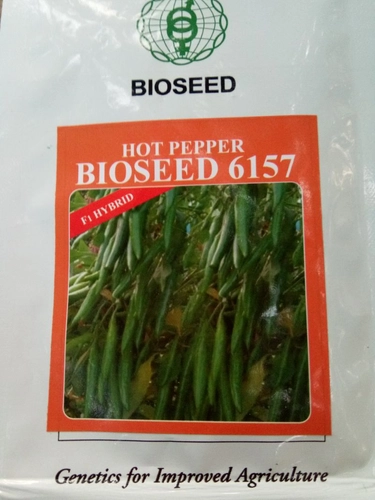 BIOSEED
HOT PEPPER
BIOSEED 6157
F1 HYBRID
Genetics for Improved Agriculture